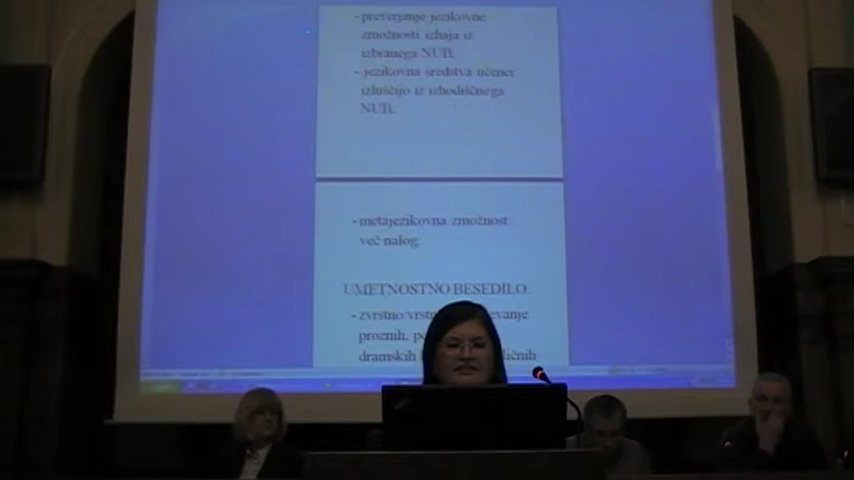 - preverjanje jezikovne
zmožnosti izhaja iz
izbranega NUB.
- jezikovna sredstva učenci
izluščijo iz izhodiščnega
NUB.
- metajezikovna zmožnost:
več nalog
UMETNOSTNO BESEDILO:
- zvrstno/vrstno
proznih,
dramskih